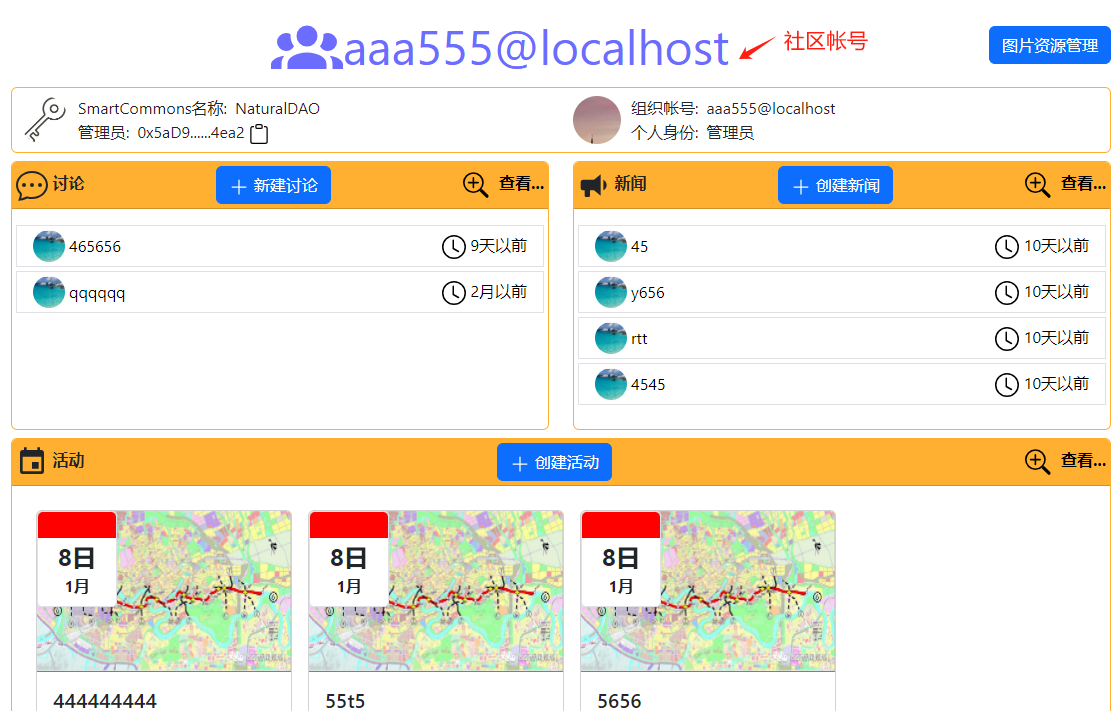 aaa555@localhost
社区帐号
图片资源管理
SmartCommons名称: NaturalDAO
管理员: 0x5aD9......4ea2
组织帐号: aaa555@localhost
个人身份: 管理员
讨论
新建讨论
查看...
465656
9天以前
qqqqqq
2月以前
新闻
创建新闻
查看...
45
10天以前
y656
10天以前
rtt
10天以前
4545
10天以前
活动
创建活动
查看...
8日
1月
444444444
8日
1月
55t5
8日
1月
5656